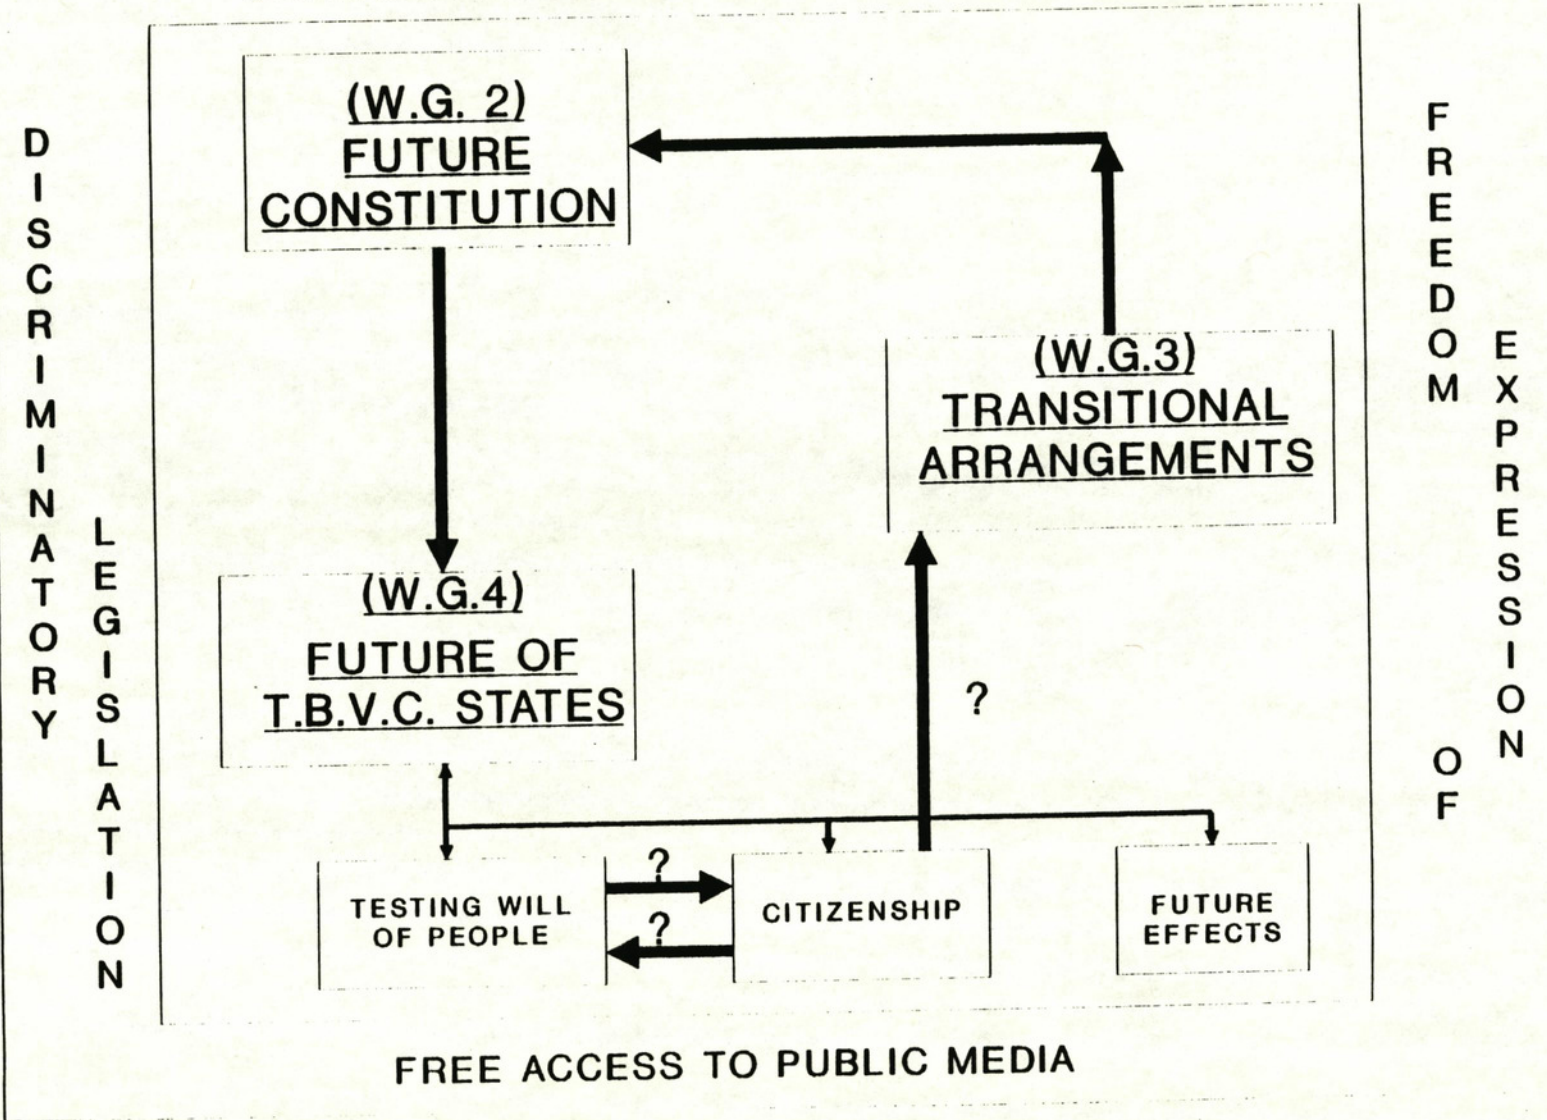 DISCRIMINATORY
LEGISLATION
(W.G. 2)
FUTURE
CONSTITUTION
(W.G.3)
TRANSITIONAL
ARRANGEMENTS
(W.G.4)
FUTURE OF
T.B.V.C. STATES
?
?
?
TESTING WILL
OF PEOPLE
CITIZENSHIP
FUTURE
EFFECTS
FREEDOM OF
EXPRESSION
FREE ACCESS TO PUBLIC MEDIA